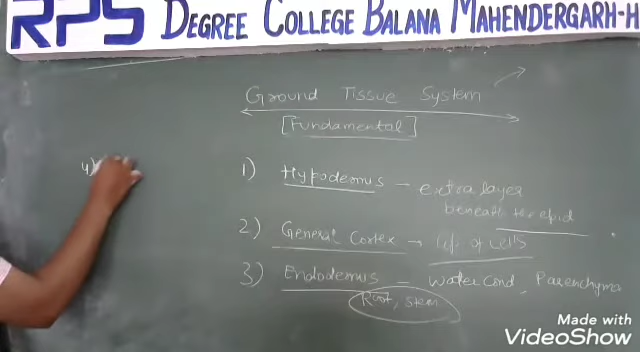 RPS DEGREE COLLEGE BALANA MAHENDERGARH-H
Ground Tissue System
[Fundamental]
1) Hypodermis - extra layer
beneath the epid
2) General Cortex → of cells
3) Endodermis - water cond, Parenchyma
Root, Stem
4)
Made with
VideoShow